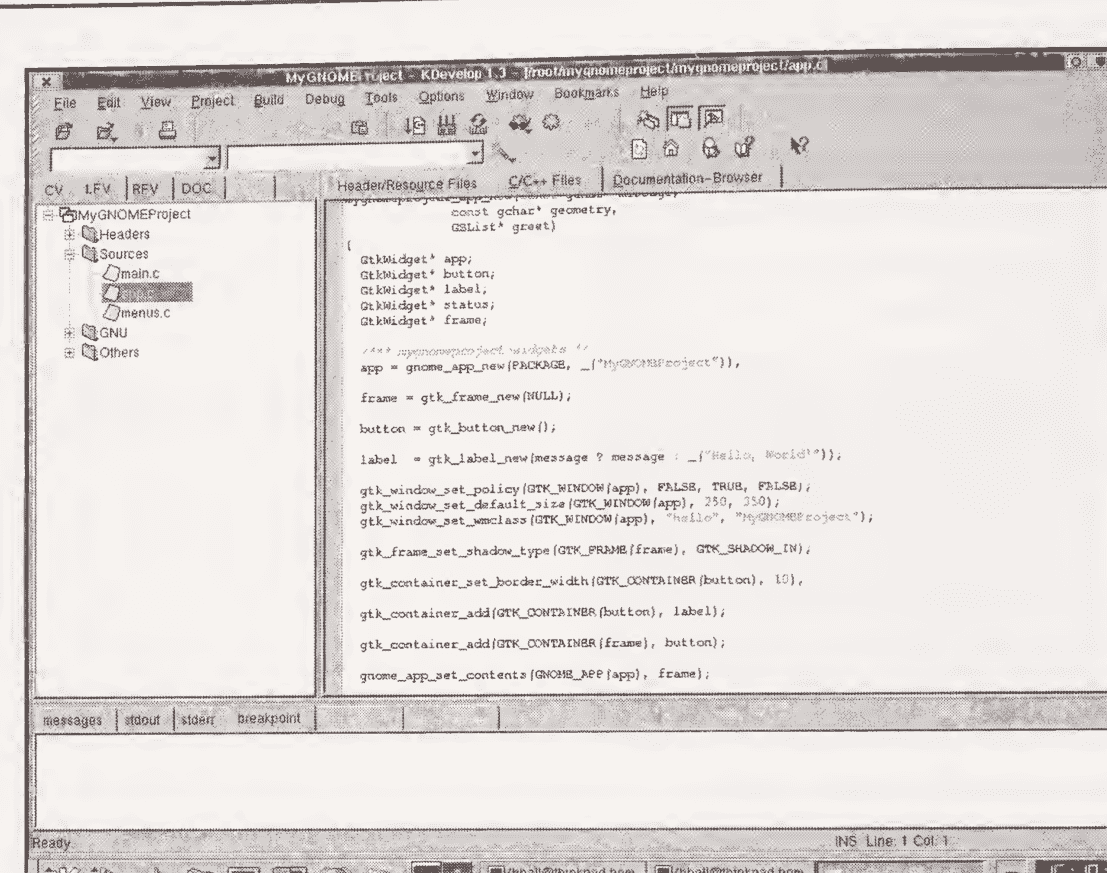 MyGNOMEProject - KDevelop 1.3 - [/root/mygnomeproject/mygnomeproject/app.c]
File Edit View Project Build Debug Tools Options Window Bookmarks Help
CV LFV RFV DOC
Header/Resource Files C/C++ Files Documentation-Browser
MyGNOMEProject
Headers
Sources
main.c
app.c
menus.c
GNU
Others
const gchar* geometry,
GSList* greet)
{
GtkWidget* app;
GtkWidget* button;
GtkWidget* label;
GtkWidget* status;
GtkWidget* frame;
/*** mygnomeproject widgets */
app = gnome_app_new(PACKAGE, _("MyGNOMEProject"));
frame = gtk_frame_new(NULL);
button = gtk_button_new();
label = gtk_label_new(message ? message : _("Hello, World!"));
gtk_window_set_policy(GTK_WINDOW(app), FALSE, TRUE, FALSE);
gtk_window_set_default_size(GTK_WINDOW(app), 250, 350);
gtk_window_set_wmclass(GTK_WINDOW(app), "hello", "MyGNOMEProject");
gtk_frame_set_shadow_type(GTK_FRAME(frame), GTK_SHADOW_IN);
gtk_container_set_border_width(GTK_CONTAINER(button), 10);
gtk_container_add(GTK_CONTAINER(button), label);
gtk_container_add(GTK_CONTAINER(frame), button);
gnome_app_set_contents(GNOME_APP(app), frame);
messages stdout stderr breakpoint
Ready.
INS Line: 1 Col: 1